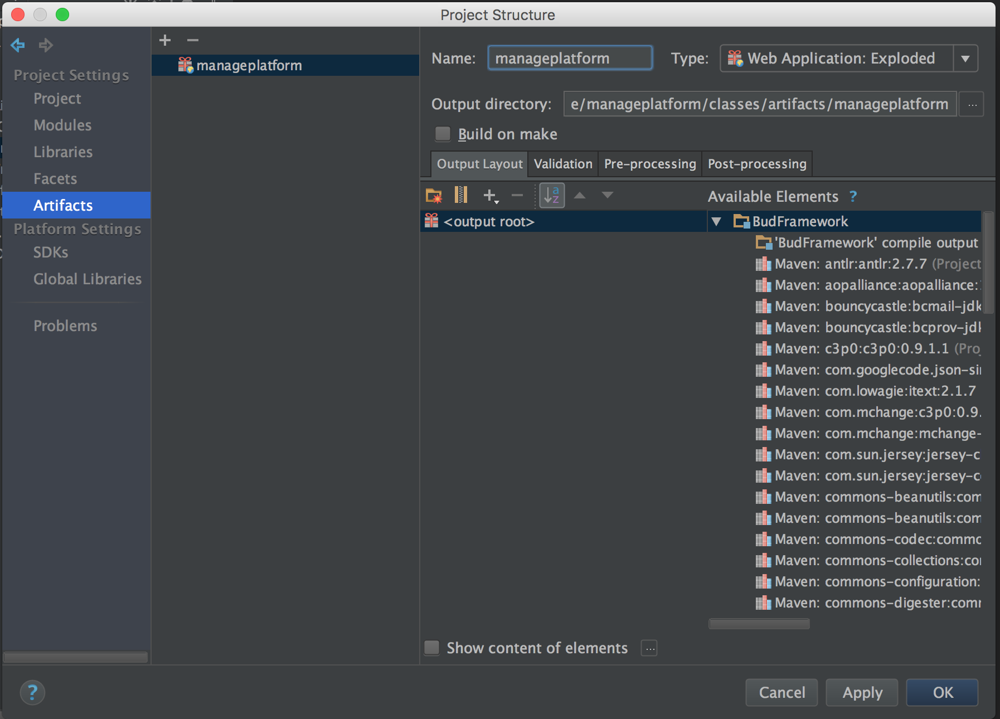 Project Structure
Project Settings
Project
Modules
Libraries
Facets
Artifacts
Platform Settings
SDKs
Global Libraries
Problems
manageplatform
Name: manageplatform Type: Web Application: Exploded
Output directory: e/manageplatform/classes/artifacts/manageplatform ...
Build on make
Output Layout Validation Pre-processing Post-processing
Available Elements ?
<output root>
BudFramework
'BudFramework' compile output
Maven: antlr:antlr:2.7.7 (Project
Maven: aopalliance:aopalliance:
Maven: bouncycastle:bcmail-jdk
Maven: bouncycastle:bcprov-jdk
Maven: c3p0:c3p0:0.9.1.1 (Pro
Maven: com.googlecode.json-si
Maven: com.lowagie:itext:2.1.7
Maven: com.mchange:c3p0:0.9.
Maven: com.mchange:mchange-
Maven: com.sun.jersey:jersey-c
Maven: com.sun.jersey:jersey-c
Maven: commons-beanutils:com
Maven: commons-beanutils:com
Maven: commons-codec:commo
Maven: commons-collections:co
Maven: commons-configuration:
Maven: commons-digester:com
Show content of elements ...
? Cancel Apply OK